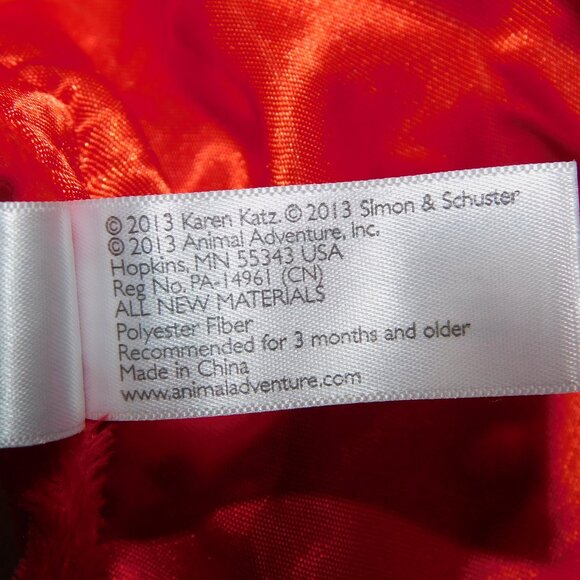 © 2013 Karen Katz © 2013 Simon & Schuster
© 2013 Animal Adventure, Inc.
Hopkins, MN 55343 USA
Reg No. PA-14961 (CN)
ALL NEW MATERIALS
Polyester Fiber
Recommended for 3 months and older
Made in China
www.animaladventure.com